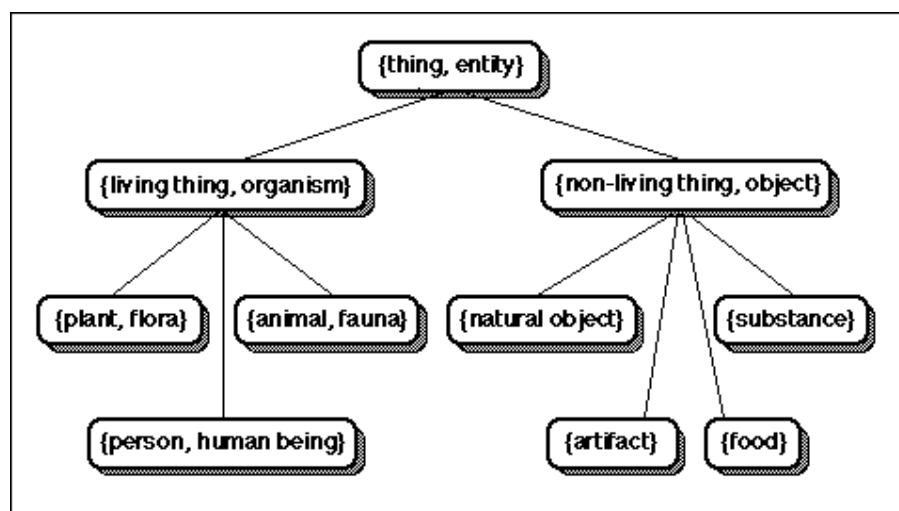 {thing, entity}
{living thing, organism}
{non-living thing, object}
{plant, flora}
{animal, fauna}
{natural object}
{substance}
{person, human being}
{artifact}
{food}